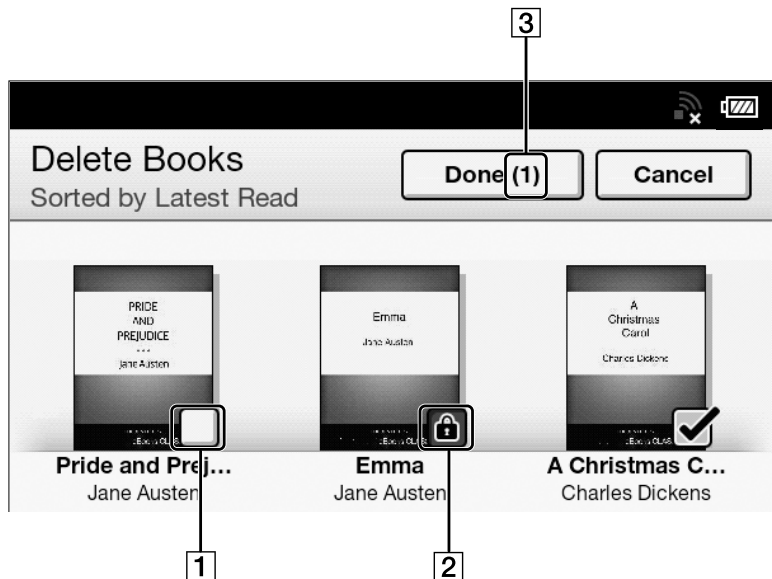 3
Delete Books
Done (1)
Cancel
Sorted by Latest Read
PRIDE
AND
PREJUDICE
Jane Austen
Emma
Jane Austen
A
Christmas
Carol
Charles Dickens
Pride and Prej...
Emma
A Christmas C...
Jane Austen
Jane Austen
Charles Dickens
1
2